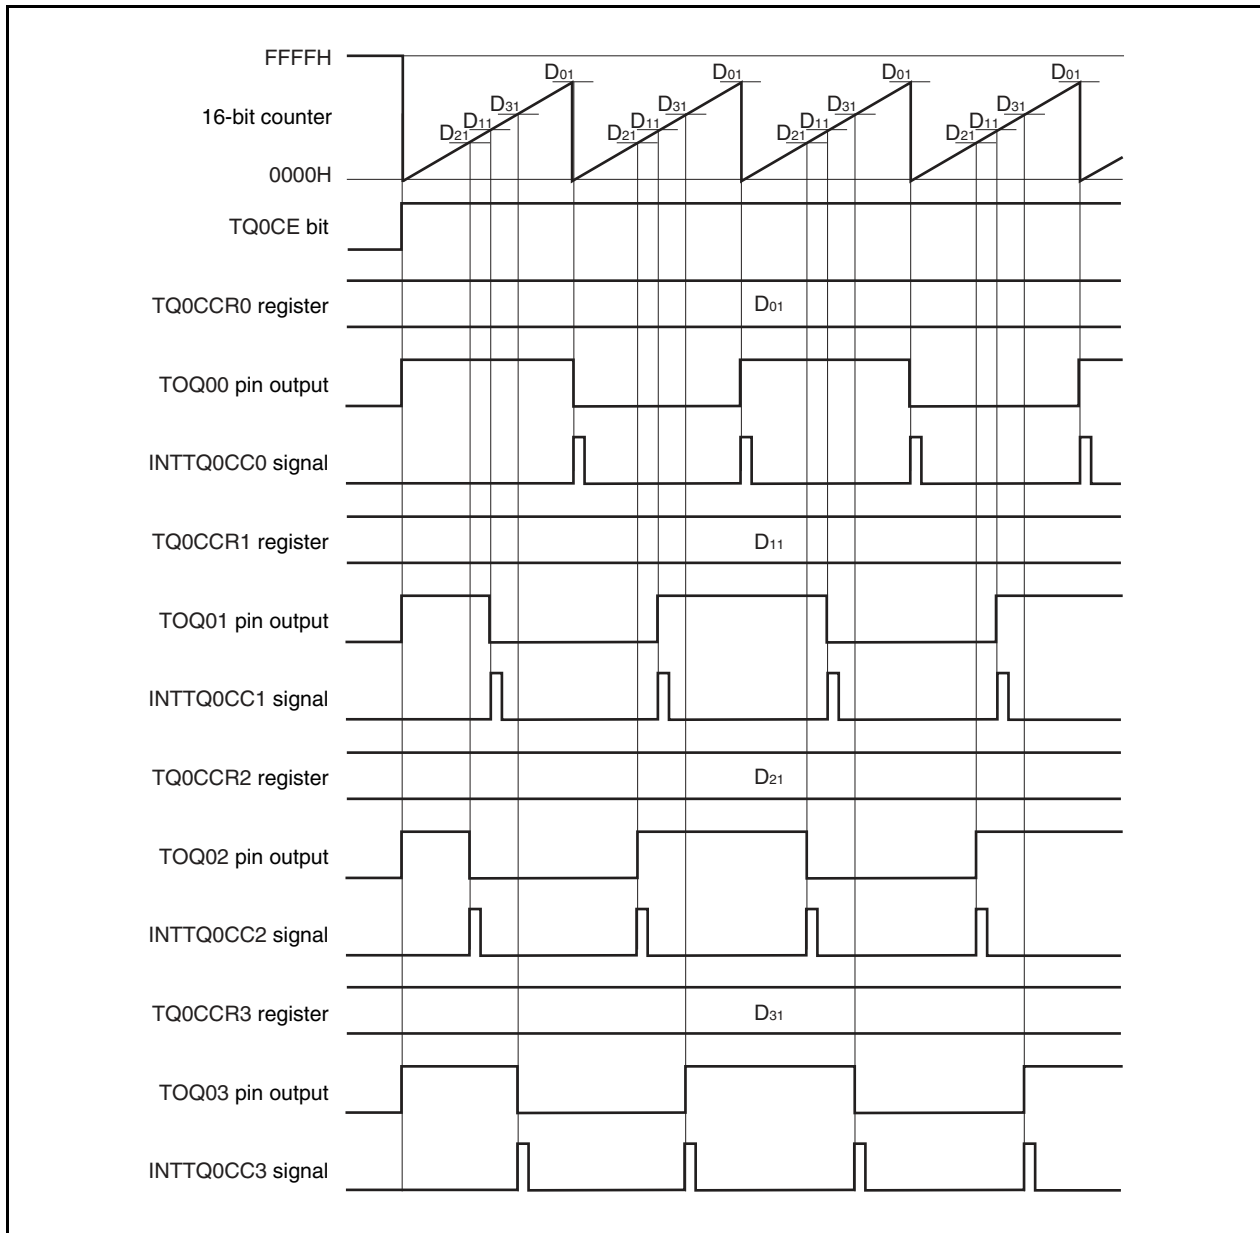 FFFFH
D01 D01 D01 D01
D31 D31 D31 D31
16-bit counter
D11 D11 D11 D11
D21 D21 D21 D21
0000H
TQ0CE bit
TQ0CCR0 register D01
TOQ00 pin output
INTTQ0CC0 signal
TQ0CCR1 register D11
TOQ01 pin output
INTTQ0CC1 signal
TQ0CCR2 register D21
TOQ02 pin output
INTTQ0CC2 signal
TQ0CCR3 register D31
TOQ03 pin output
INTTQ0CC3 signal